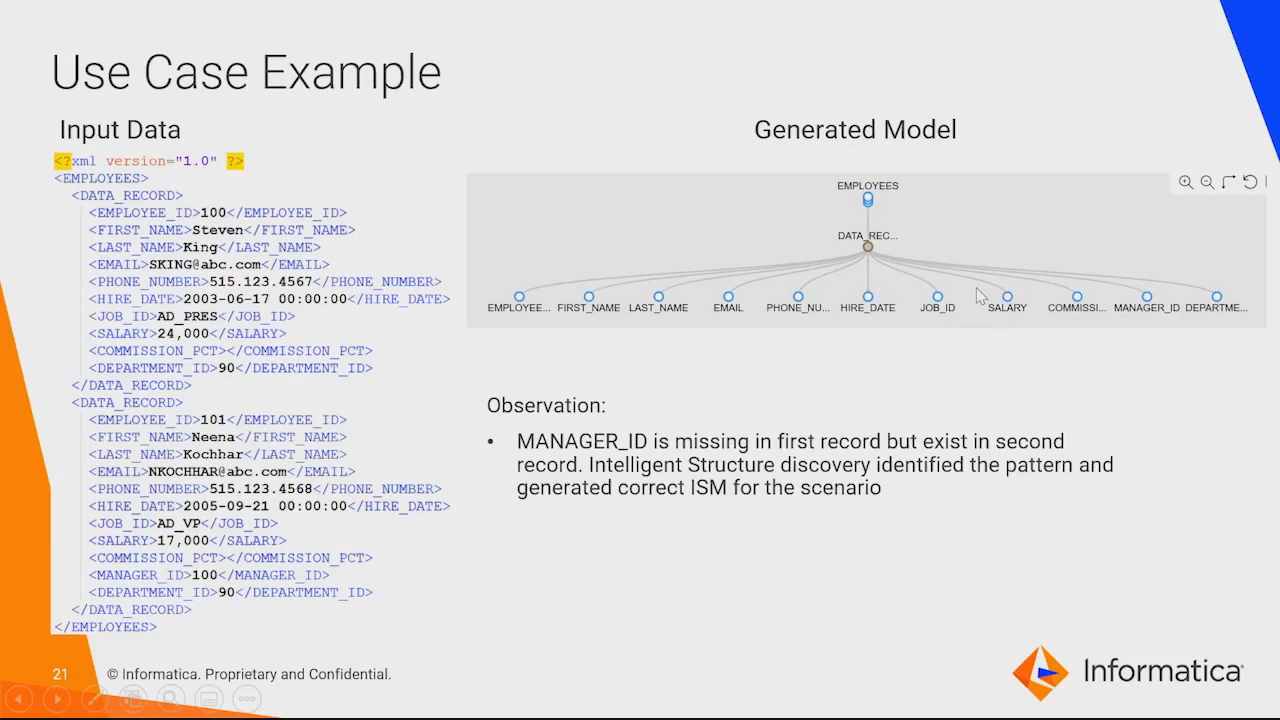 Use Case Example
Input Data
<?xml version="1.0" ?>
<EMPLOYEES>
<DATA_RECORD>
<EMPLOYEE_ID>100</EMPLOYEE_ID>
<FIRST_NAME>Steven</FIRST_NAME>
<LAST_NAME>King</LAST_NAME>
<EMAIL>SKING@abc.com</EMAIL>
<PHONE_NUMBER>515.123.4567</PHONE_NUMBER>
<HIRE_DATE>2003-06-17 00:00:00</HIRE_DATE>
<JOB_ID>AD_PRES</JOB_ID>
<SALARY>24,000</SALARY>
<COMMISSION_PCT></COMMISSION_PCT>
<DEPARTMENT_ID>90</DEPARTMENT_ID>
</DATA_RECORD>
<DATA_RECORD>
<EMPLOYEE_ID>101</EMPLOYEE_ID>
<FIRST_NAME>Neena</FIRST_NAME>
<LAST_NAME>Kochhar</LAST_NAME>
<EMAIL>NKOCHHAR@abc.com</EMAIL>
<PHONE_NUMBER>515.123.4568</PHONE_NUMBER>
<HIRE_DATE>2005-09-21 00:00:00</HIRE_DATE>
<JOB_ID>AD_VP</JOB_ID>
<SALARY>17,000</SALARY>
<COMMISSION_PCT></COMMISSION_PCT>
<MANAGER_ID>100</MANAGER_ID>
<DEPARTMENT_ID>90</DEPARTMENT_ID>
</DATA_RECORD>
</EMPLOYEES>
Generated Model
EMPLOYEES
DATA_REC...
EMPLOYEE... FIRST_NAME LAST_NAME EMAIL PHONE_NU... HIRE_DATE JOB_ID SALARY COMMISSI... MANAGER_ID DEPARTME...
Observation:
• MANAGER_ID is missing in first record but exist in second
record. Intelligent Structure discovery identified the pattern and
generated correct ISM for the scenario
21 © Informatica. Proprietary and Confidential.
Informatica